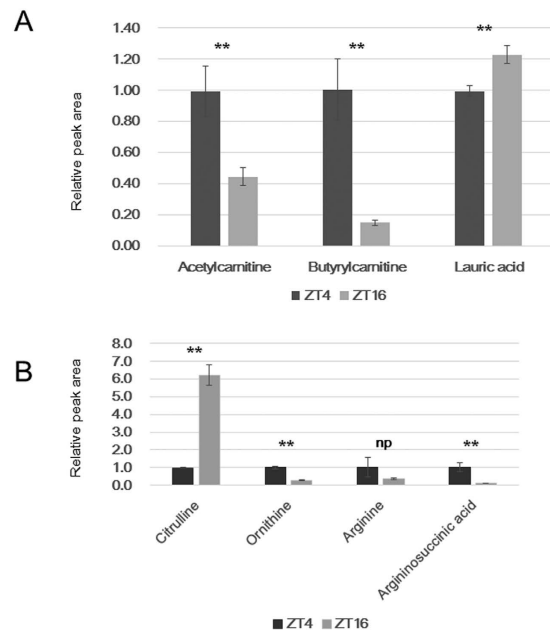 A
Relative peak area
1.40
1.20
1.00
0.80
0.60
0.40
0.20
0.00
** ** **
Acetylcarnitine Butyrylcarnitine Lauric acid
ZT4 ZT16
B
Relative peak area
8.0
7.0
6.0
5.0
4.0
3.0
2.0
1.0
0.0
** ** np **
Citrulline
Ornithine
Arginine
Argininosuccinic acid
ZT4 ZT16